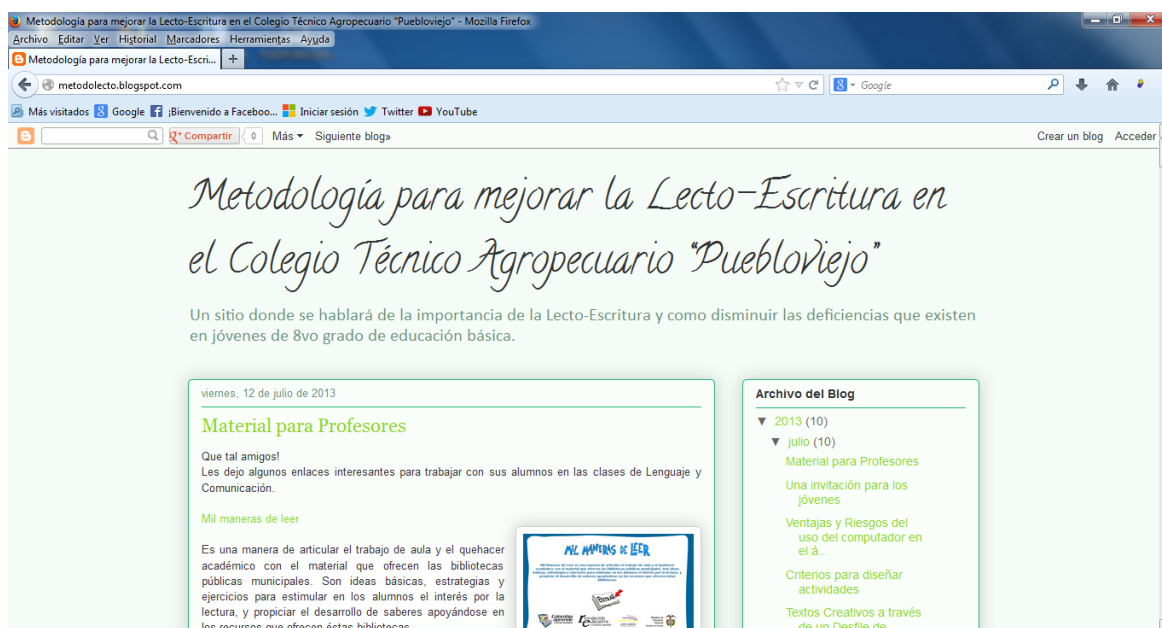 Metodología para mejorar la Lecto-Escritura en el Colegio Técnico Agropecuario "Puebloviejo" - Mozilla Firefox
Archivo Editar Ver Historial Marcadores Herramientas Ayuda
Metodología para mejorar la Lecto-Escri... +
metodolecto.blogspot.com
Google
Más visitados Google ¡Bienvenido a Faceboo... Iniciar sesión Twitter YouTube
Compartir 0 Más Siguiente blog» Crear un blog Acceder
Metodología para mejorar la Lecto-Escritura en
el Colegio Técnico Agropecuario "Puebloviejo"
Un sitio donde se hablará de la importancia de la Lecto-Escritura y como disminuir las deficiencias que existen
en jóvenes de 8vo grado de educación básica.
viernes, 12 de julio de 2013
Material para Profesores
Que tal amigos!
Les dejo algunos enlaces interesantes para trabajar con sus alumnos en las clases de Lenguaje y
Comunicación.
Mil maneras de leer
Es una manera de articular el trabajo de aula y el quehacer
académico con el material que ofrecen las bibliotecas
públicas municipales. Son ideas básicas, estrategias y
ejercicios para estimular en los alumnos el interés por la
lectura, y propiciar el desarrollo de saberes apoyándose en
los recursos que ofrecen éstas bibliotecas.
MIL MANERAS DE LEER
Archivo del Blog
▼ 2013 (10)
▼ julio (10)
Material para Profesores
Una invitación para los
jóvenes
Ventajas y Riesgos del
uso del computador en
el á...
Criterios para diseñar
actividades
Textos Creativos a través
de un Desfile de